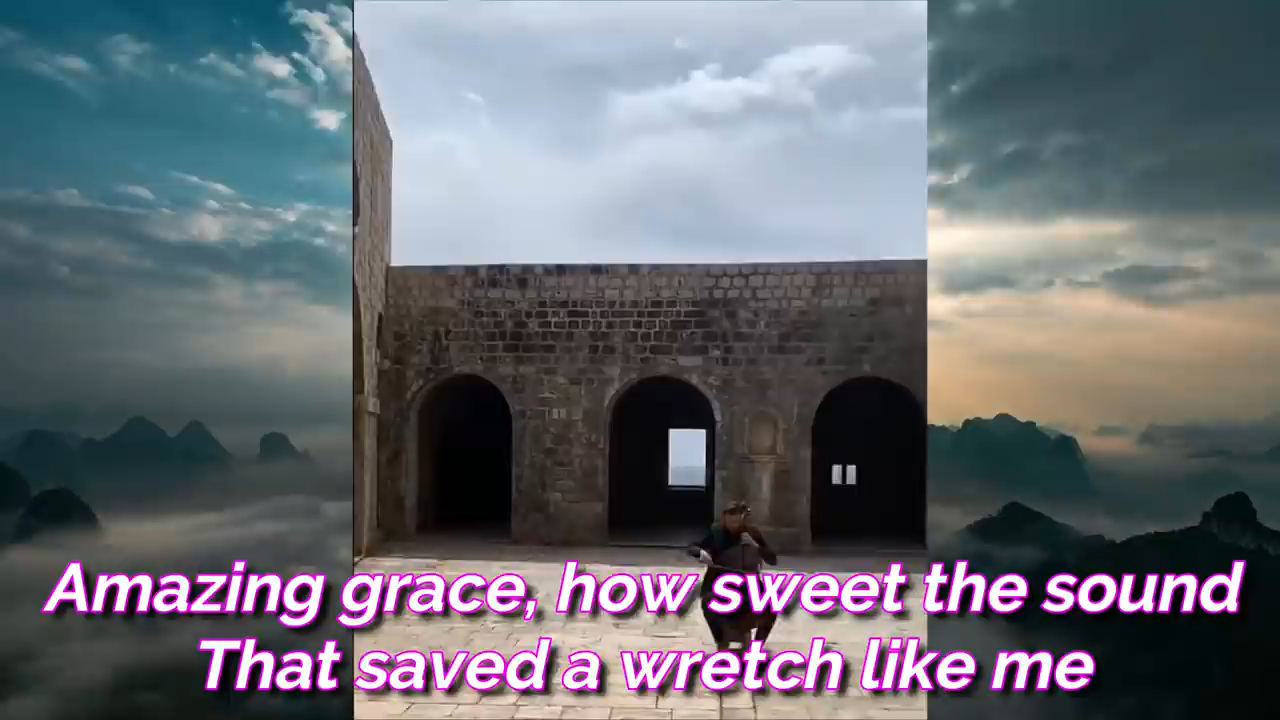 Amazing grace, how sweet the sound
That saved a wretch like me